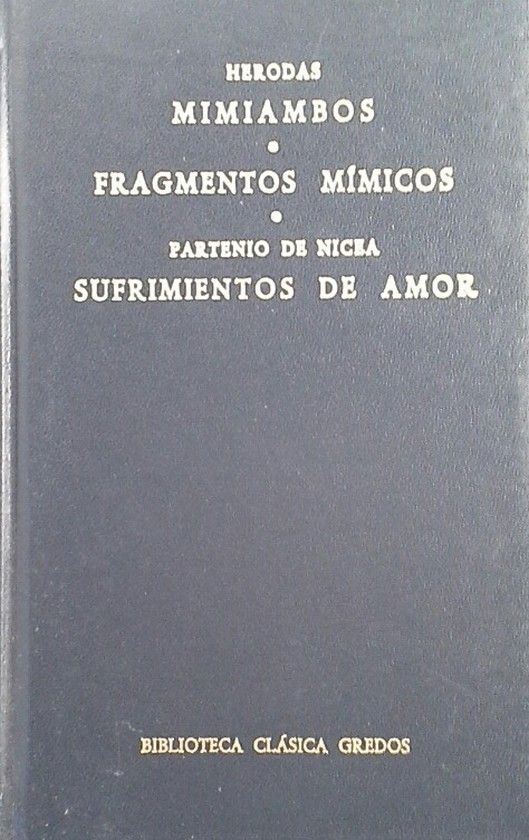 HERODAS
MIMIAMBOS
•
FRAGMENTOS MÍMICOS
•
PARTENIO DE NICEA
SUFRIMIENTOS DE AMOR
BIBLIOTECA CLÁSICA GREDOS